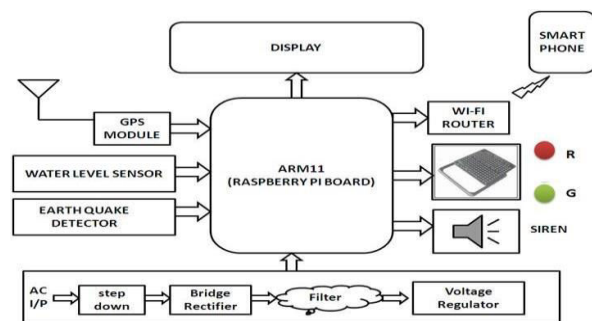 DISPLAY
SMART
PHONE
GPS
MODULE
WI-FI
ROUTER
ARM11
(RASPBERRY PI BOARD)
WATER LEVEL SENSOR
R
EARTH QUAKE
DETECTOR
G
SIREN
AC
I/P
step
down
Bridge
Rectifier
Filter
Voltage
Regulator